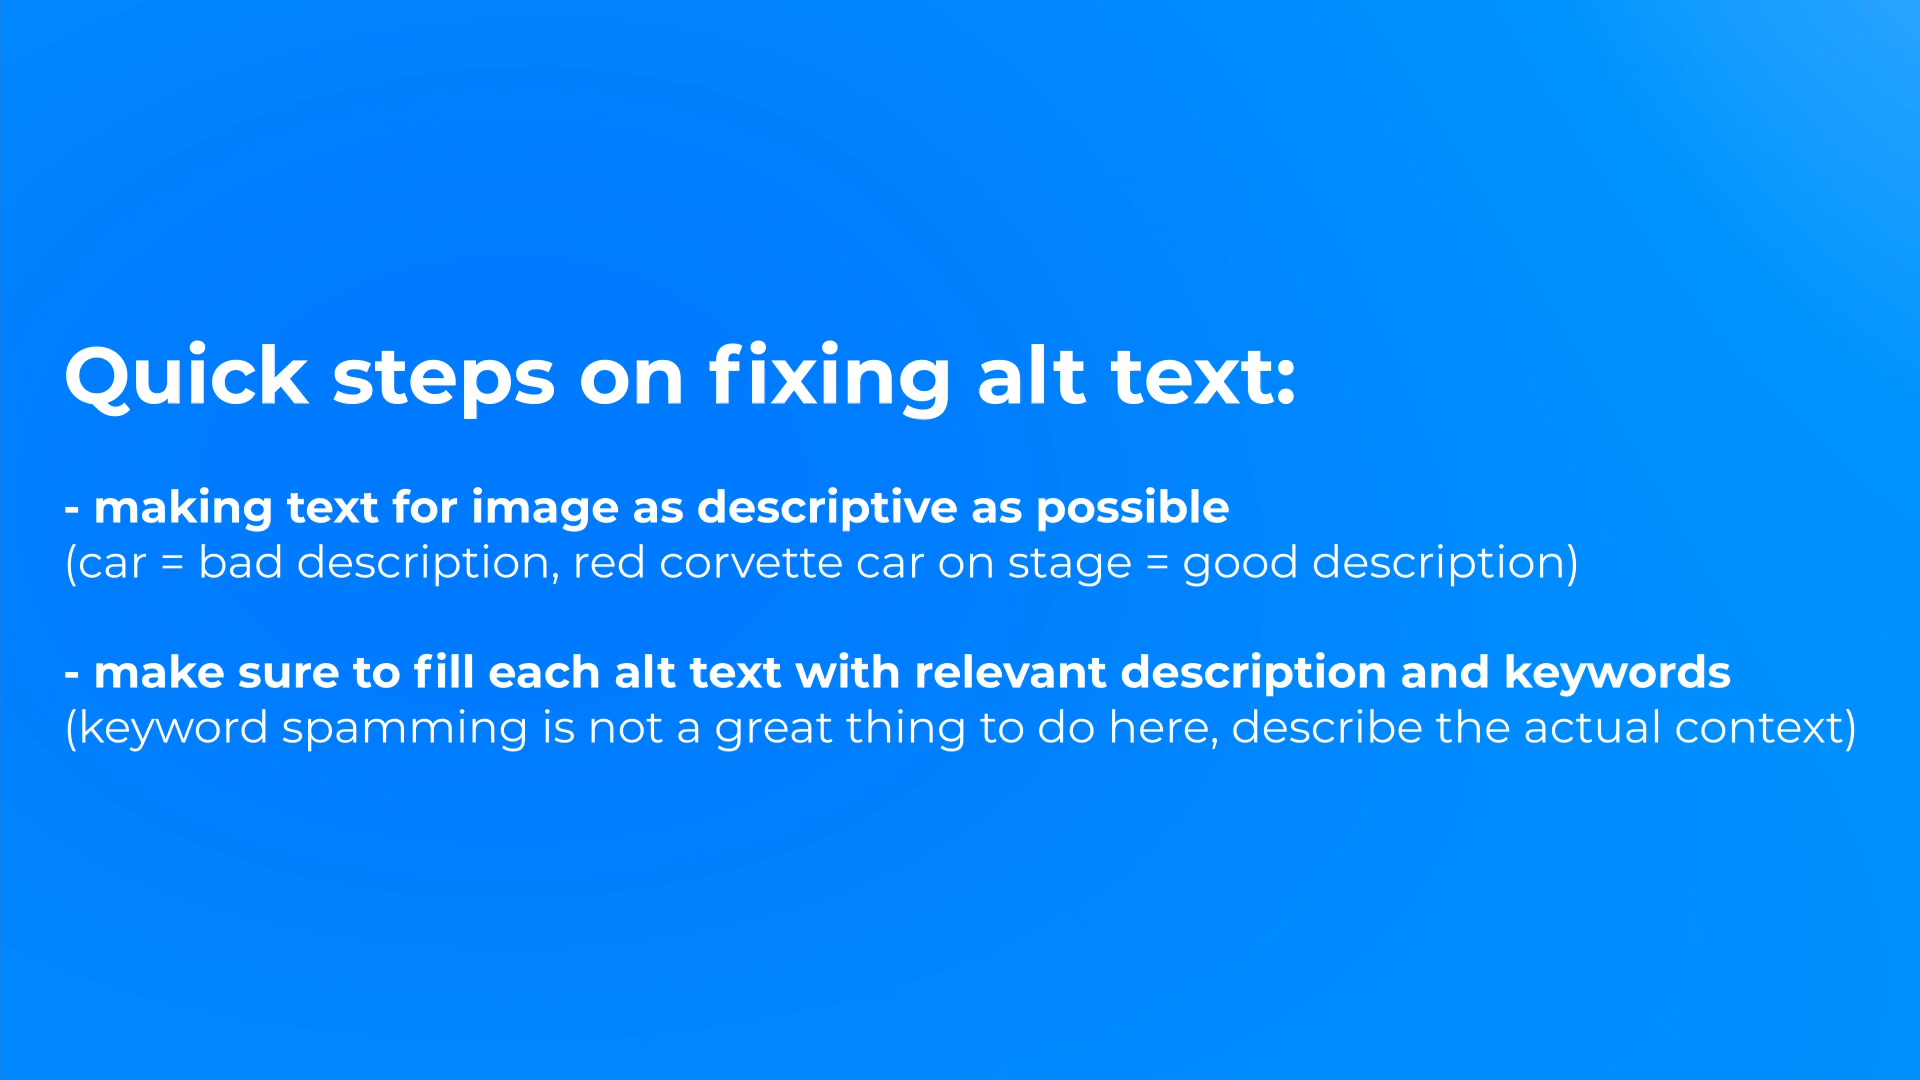 Quick steps on fixing alt text:
- making text for image as descriptive as possible
(car = bad description, red corvette car on stage = good description)
- make sure to fill each alt text with relevant description and keywords
(keyword spamming is not a great thing to do here, describe the actual context)